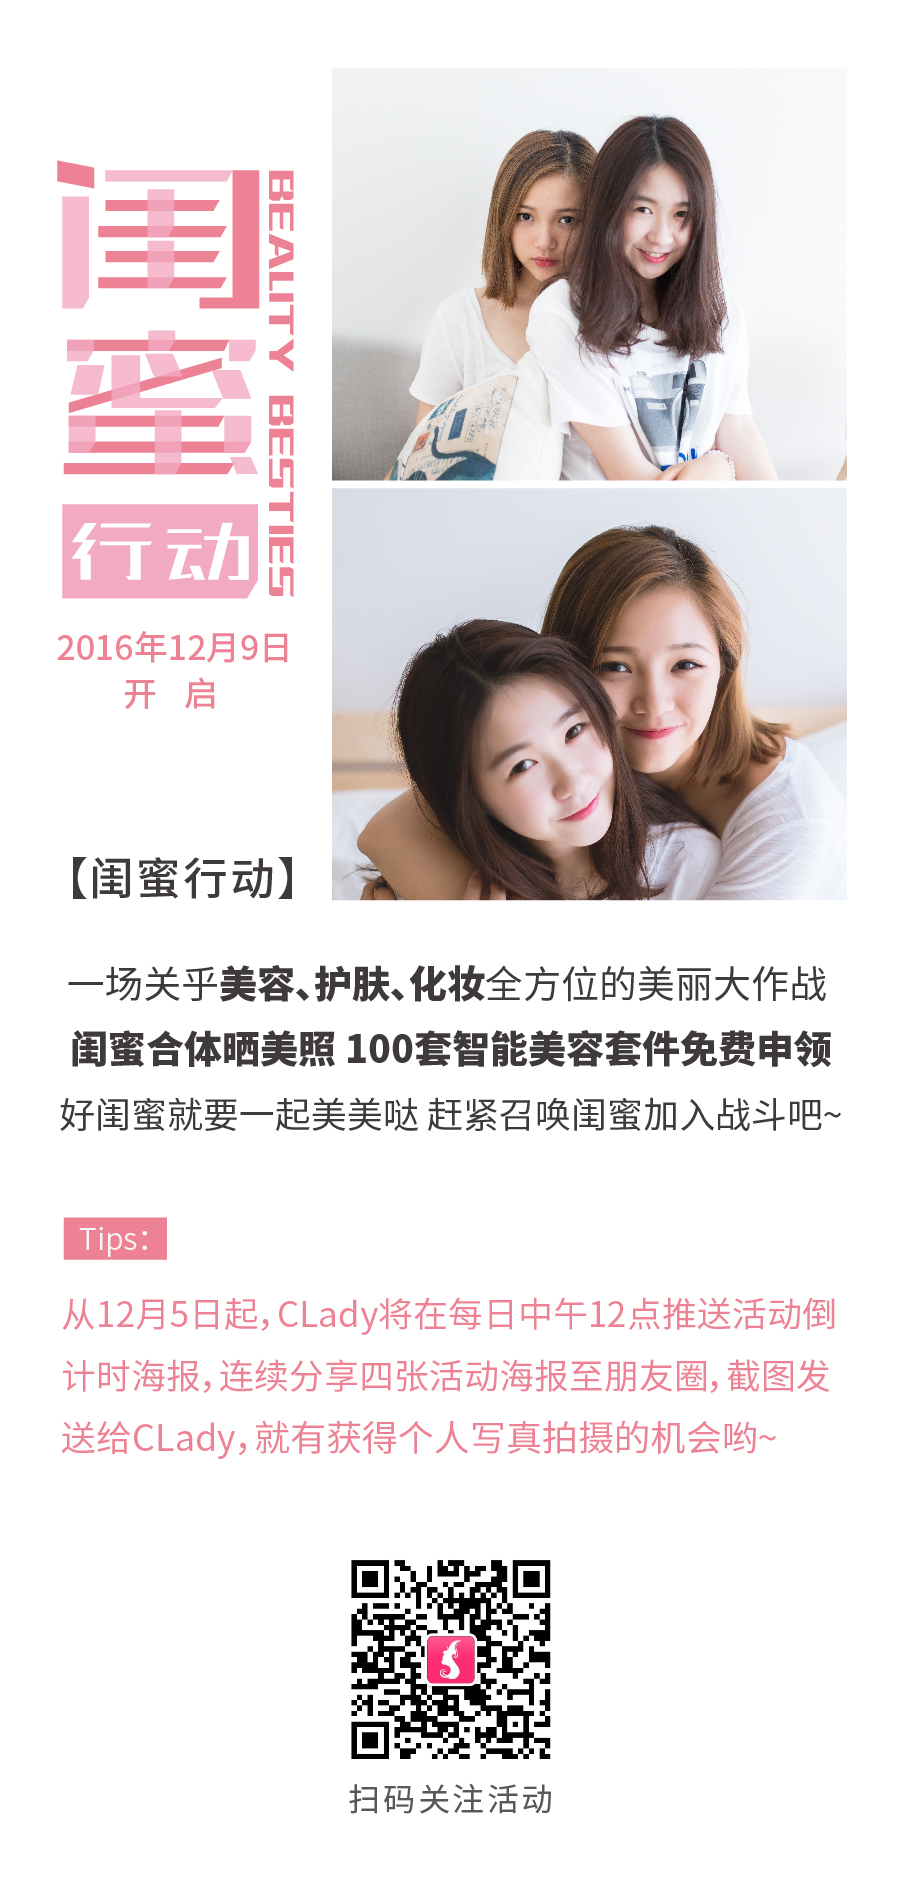 闺蜜
行动
BEALITY BESTIES
2016年12月9日
开 启
【闺蜜行动】
一场关乎美容、护肤、化妆全方位的美丽大作战
闺蜜合体晒美照 100套智能美容套件免费申领
好闺蜜就要一起美美哒 赶紧召唤闺蜜加入战斗吧~
Tips：
从12月5日起，CLady将在每日中午12点推送活动倒
计时海报，连续分享四张活动海报至朋友圈，截图发
送给CLady，就有获得个人写真拍摄的机会哟~
扫码关注活动